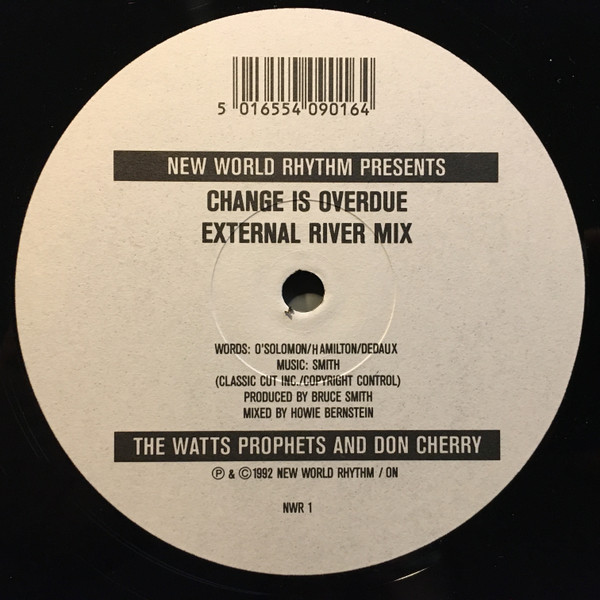 5 016554 090164
NEW WORLD RHYTHM PRESENTS
CHANGE IS OVERDUE
EXTERNAL RIVER MIX
WORDS: O'SOLOMON/HAMILTON/DEDAUX
MUSIC: SMITH
(CLASSIC CUT INC./COPYRIGHT CONTROL)
PRODUCED BY BRUCE SMITH
MIXED BY HOWIE BERNSTEIN
THE WATTS PROPHETS AND DON CHERRY
Ⓟ & © 1992 NEW WORLD RHYTHM / ON
NWR 1